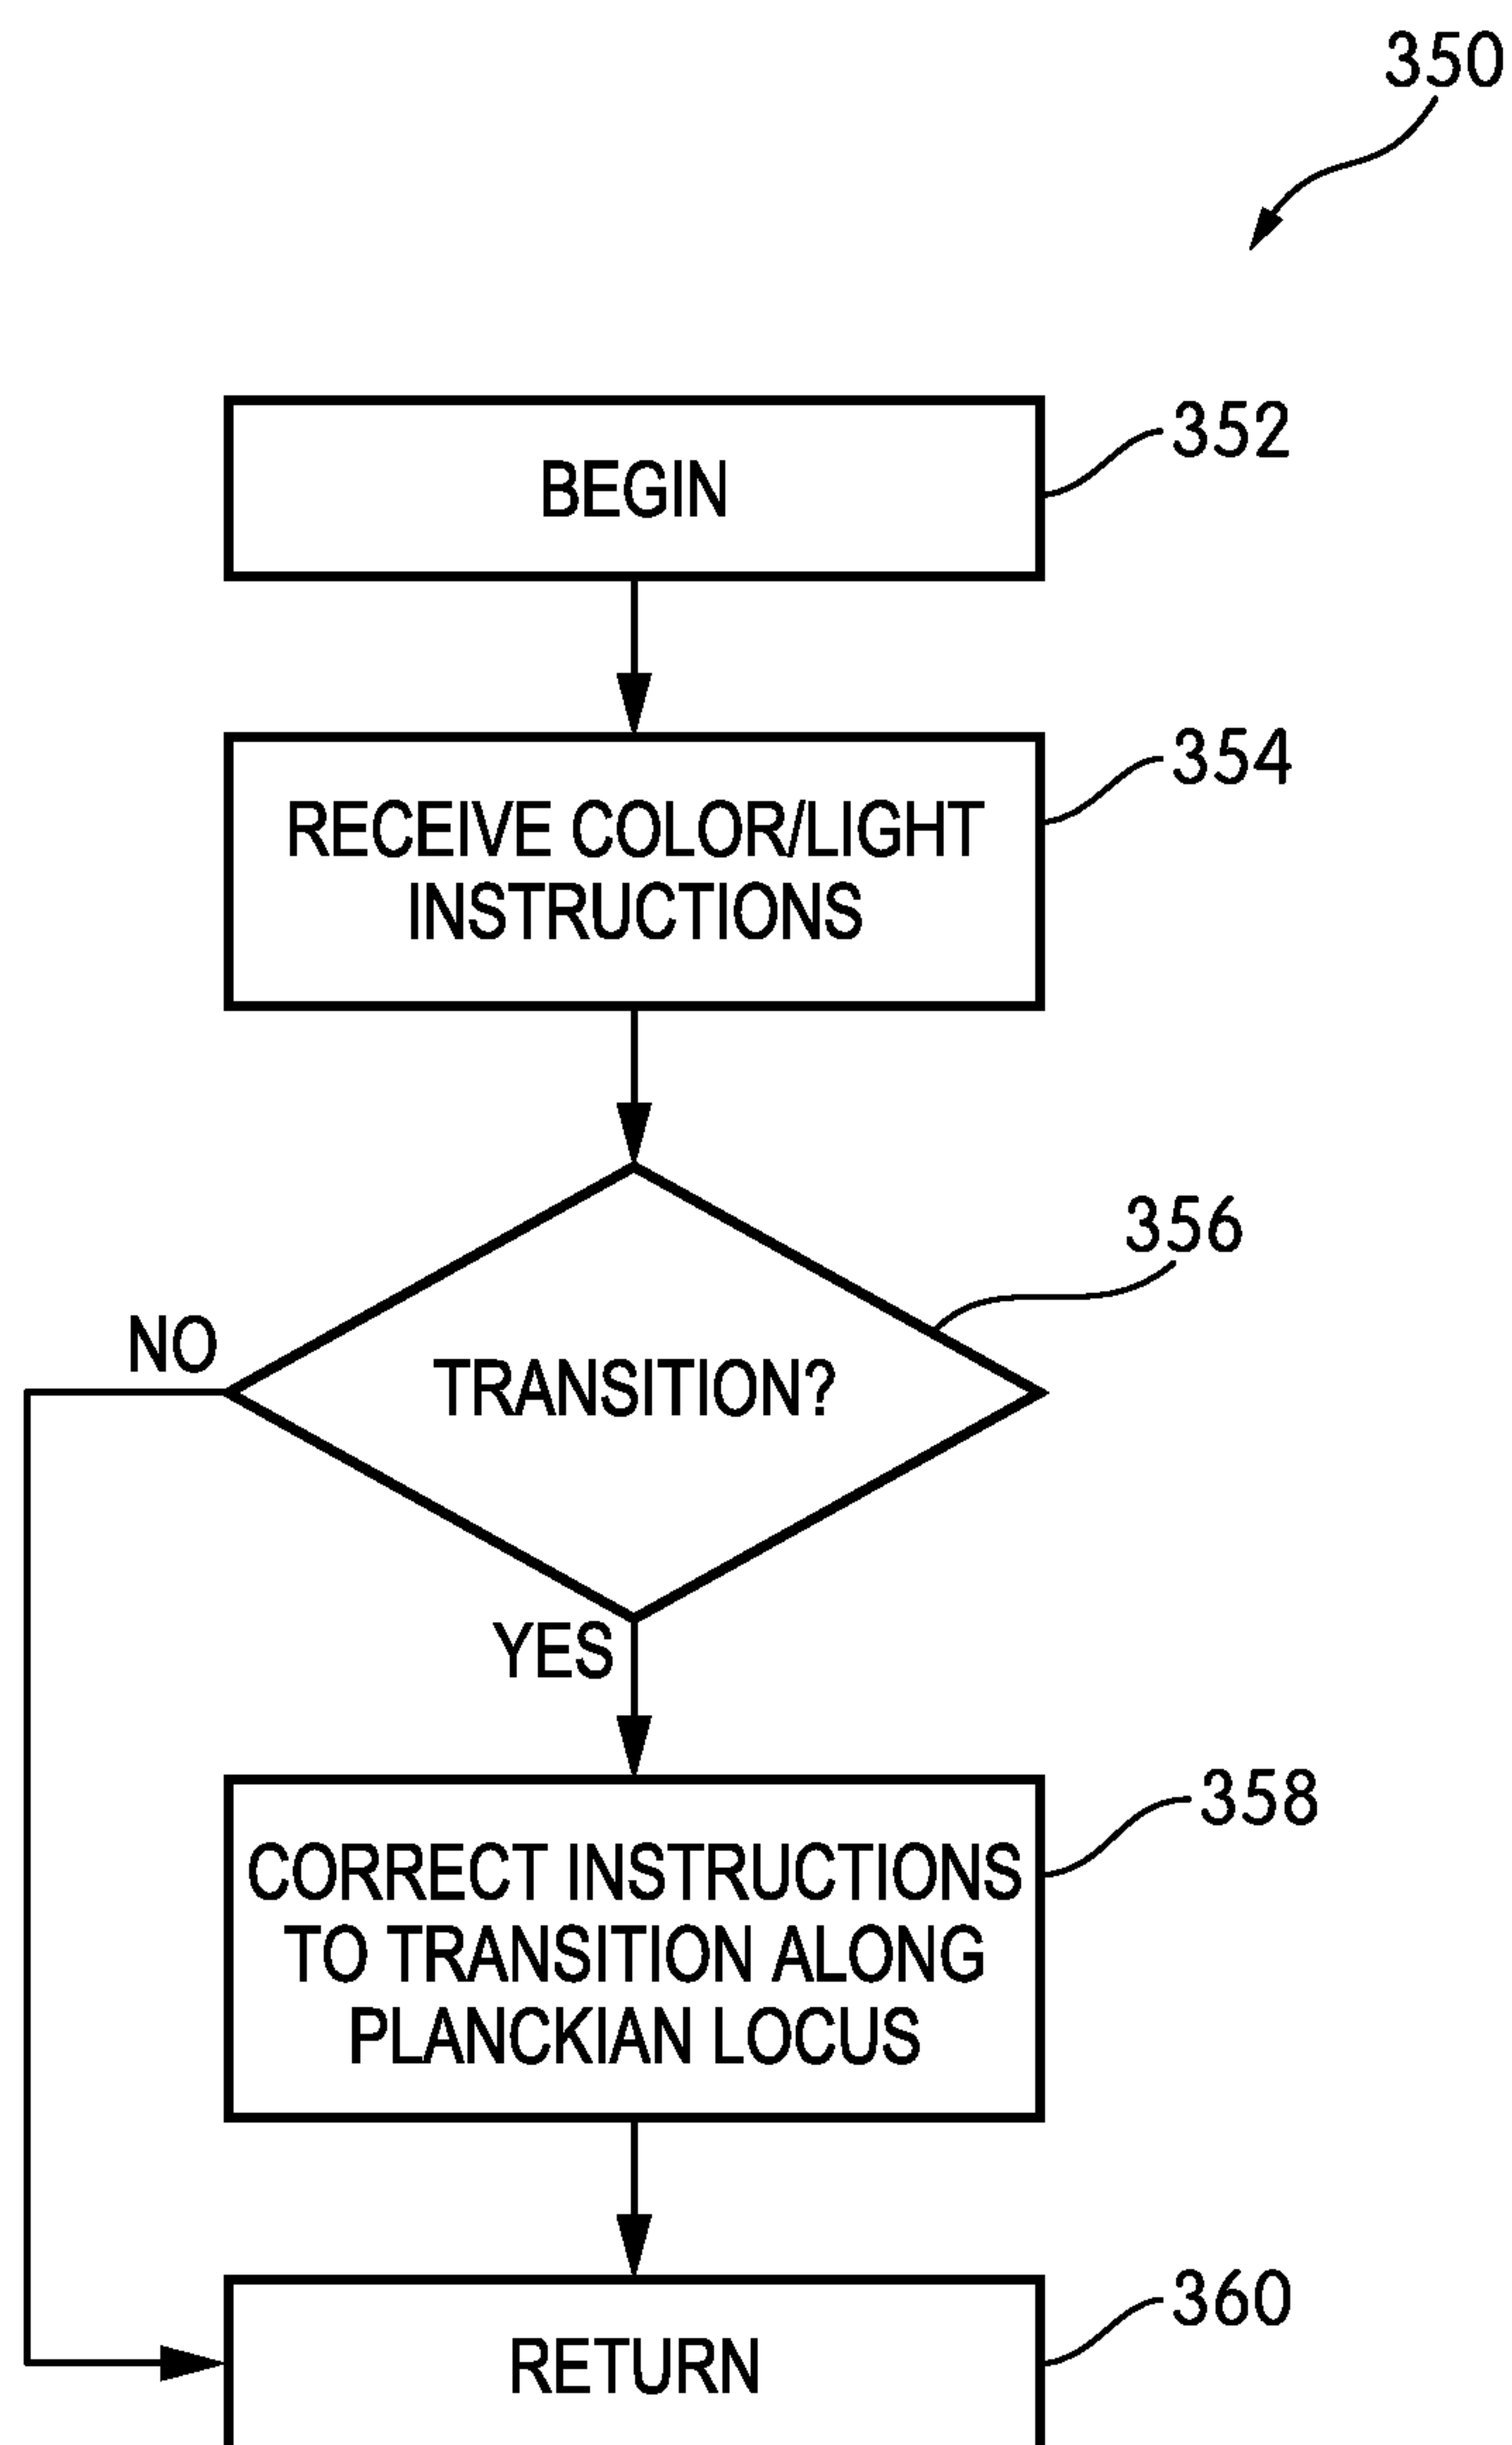 350
BEGIN
352
RECEIVE COLOR/LIGHT
INSTRUCTIONS
354
356
NO
TRANSITION?
YES
358
CORRECT INSTRUCTIONS
TO TRANSITION ALONG
PLANCKIAN LOCUS
360
RETURN